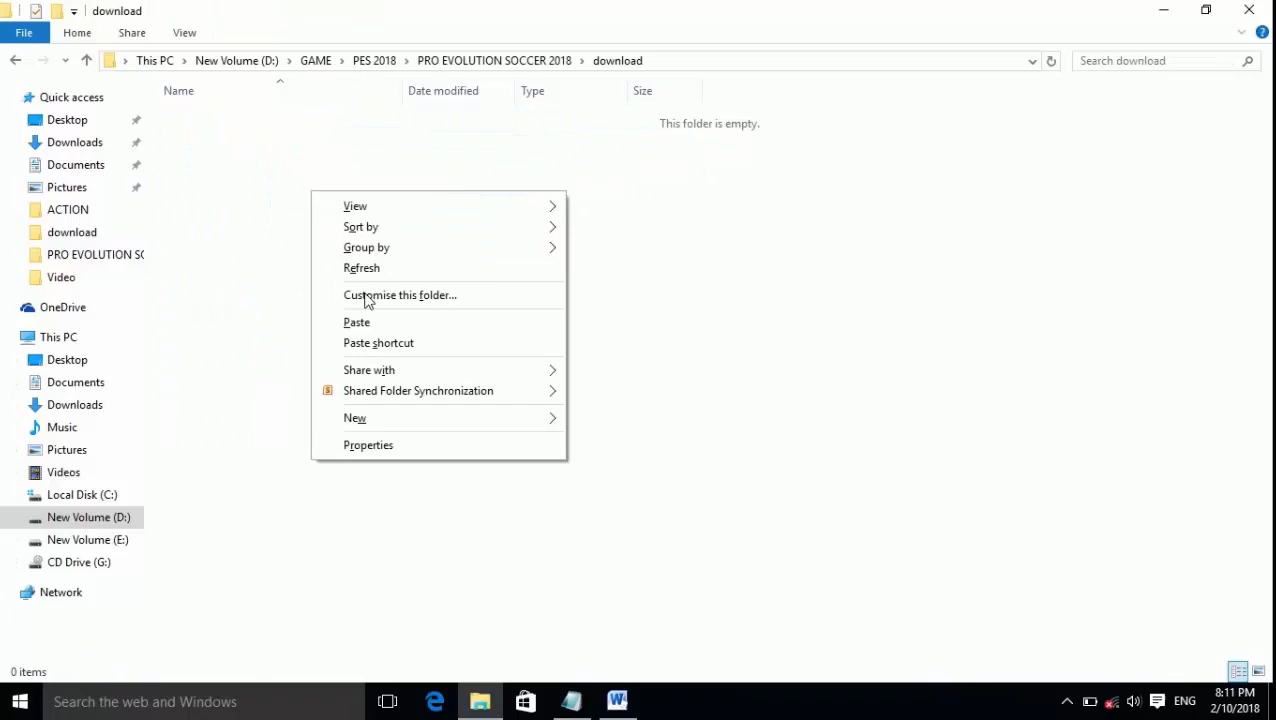 download
File Home Share View
This PC New Volume (D:) GAME PES 2018 PRO EVOLUTION SOCCER 2018 download Search download
Name Date modified Type Size
This folder is empty.
Quick access
Desktop
Downloads
Documents
Pictures
ACTION
download
PRO EVOLUTION SC
Video
OneDrive
This PC
Desktop
Documents
Downloads
Music
Pictures
Videos
Local Disk (C:)
New Volume (D:)
New Volume (E:)
CD Drive (G:)
Network
View
Sort by
Group by
Refresh
Customise this folder...
Paste
Paste shortcut
Share with
Shared Folder Synchronization
New
Properties
0 items
Search the web and Windows
ENG
8:11 PM
2/10/2018